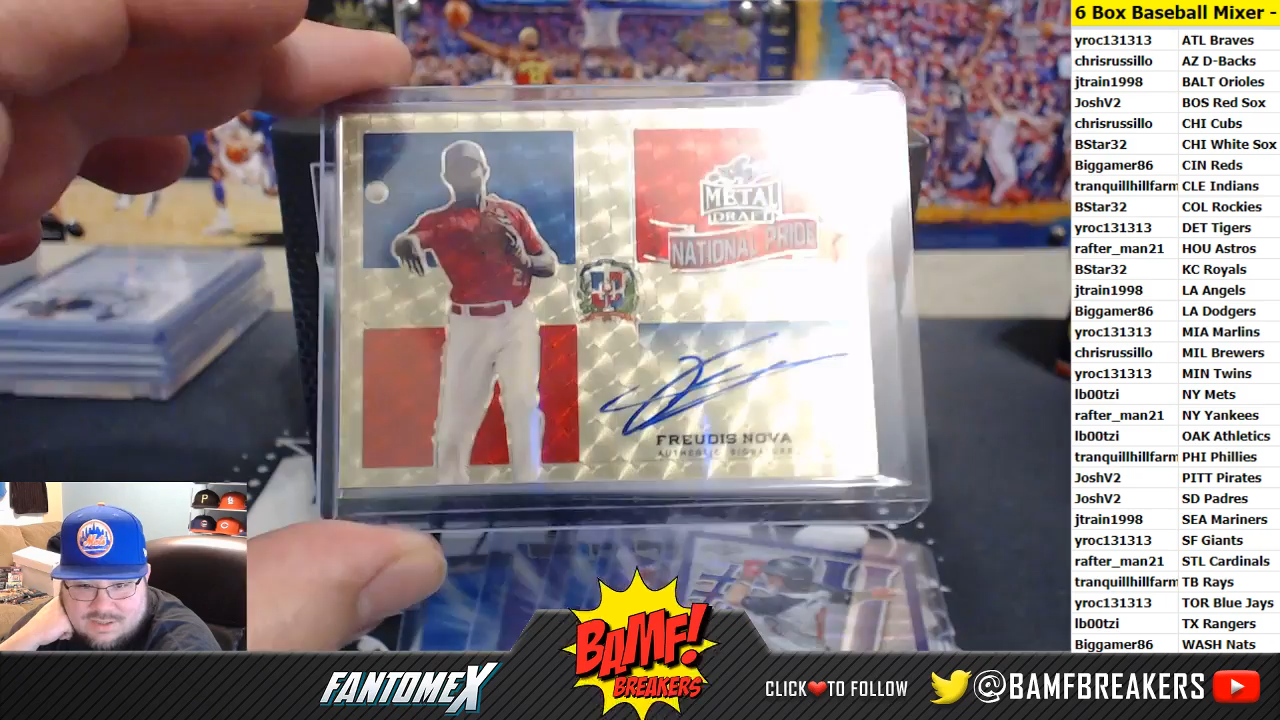 6 Box Baseball Mixer -
yroc131313 ATL Braves
chrisrussillo AZ D-Backs
jtrain1998 BALT Orioles
JoshV2 BOS Red Sox
chrisrussillo CHI Cubs
BStar32 CHI White Sox
Biggamer86 CIN Reds
tranquillhillfarm CLE Indians
BStar32 COL Rockies
yroc131313 DET Tigers
rafter_man21 HOU Astros
BStar32 KC Royals
jtrain1998 LA Angels
Biggamer86 LA Dodgers
yroc131313 MIA Marlins
chrisrussillo MIL Brewers
yroc131313 MIN Twins
lb00tzi NY Mets
rafter_man21 NY Yankees
lb00tzi OAK Athletics
tranquillhillfarm PHI Phillies
JoshV2 PITT Pirates
JoshV2 SD Padres
jtrain1998 SEA Mariners
yroc131313 SF Giants
rafter_man21 STL Cardinals
tranquillhillfarm TB Rays
yroc131313 TOR Blue Jays
lb00tzi TX Rangers
Biggamer86 WASH Nats
METAL
DRAFT
NATIONAL PRIDE
FREUDIS NOVA
AUTHENTIC SIGNATURE
Mets
FANTOMEX
BAMF!
BREAKERS
CLICK❤TO FOLLOW
@BAMFBREAKERS